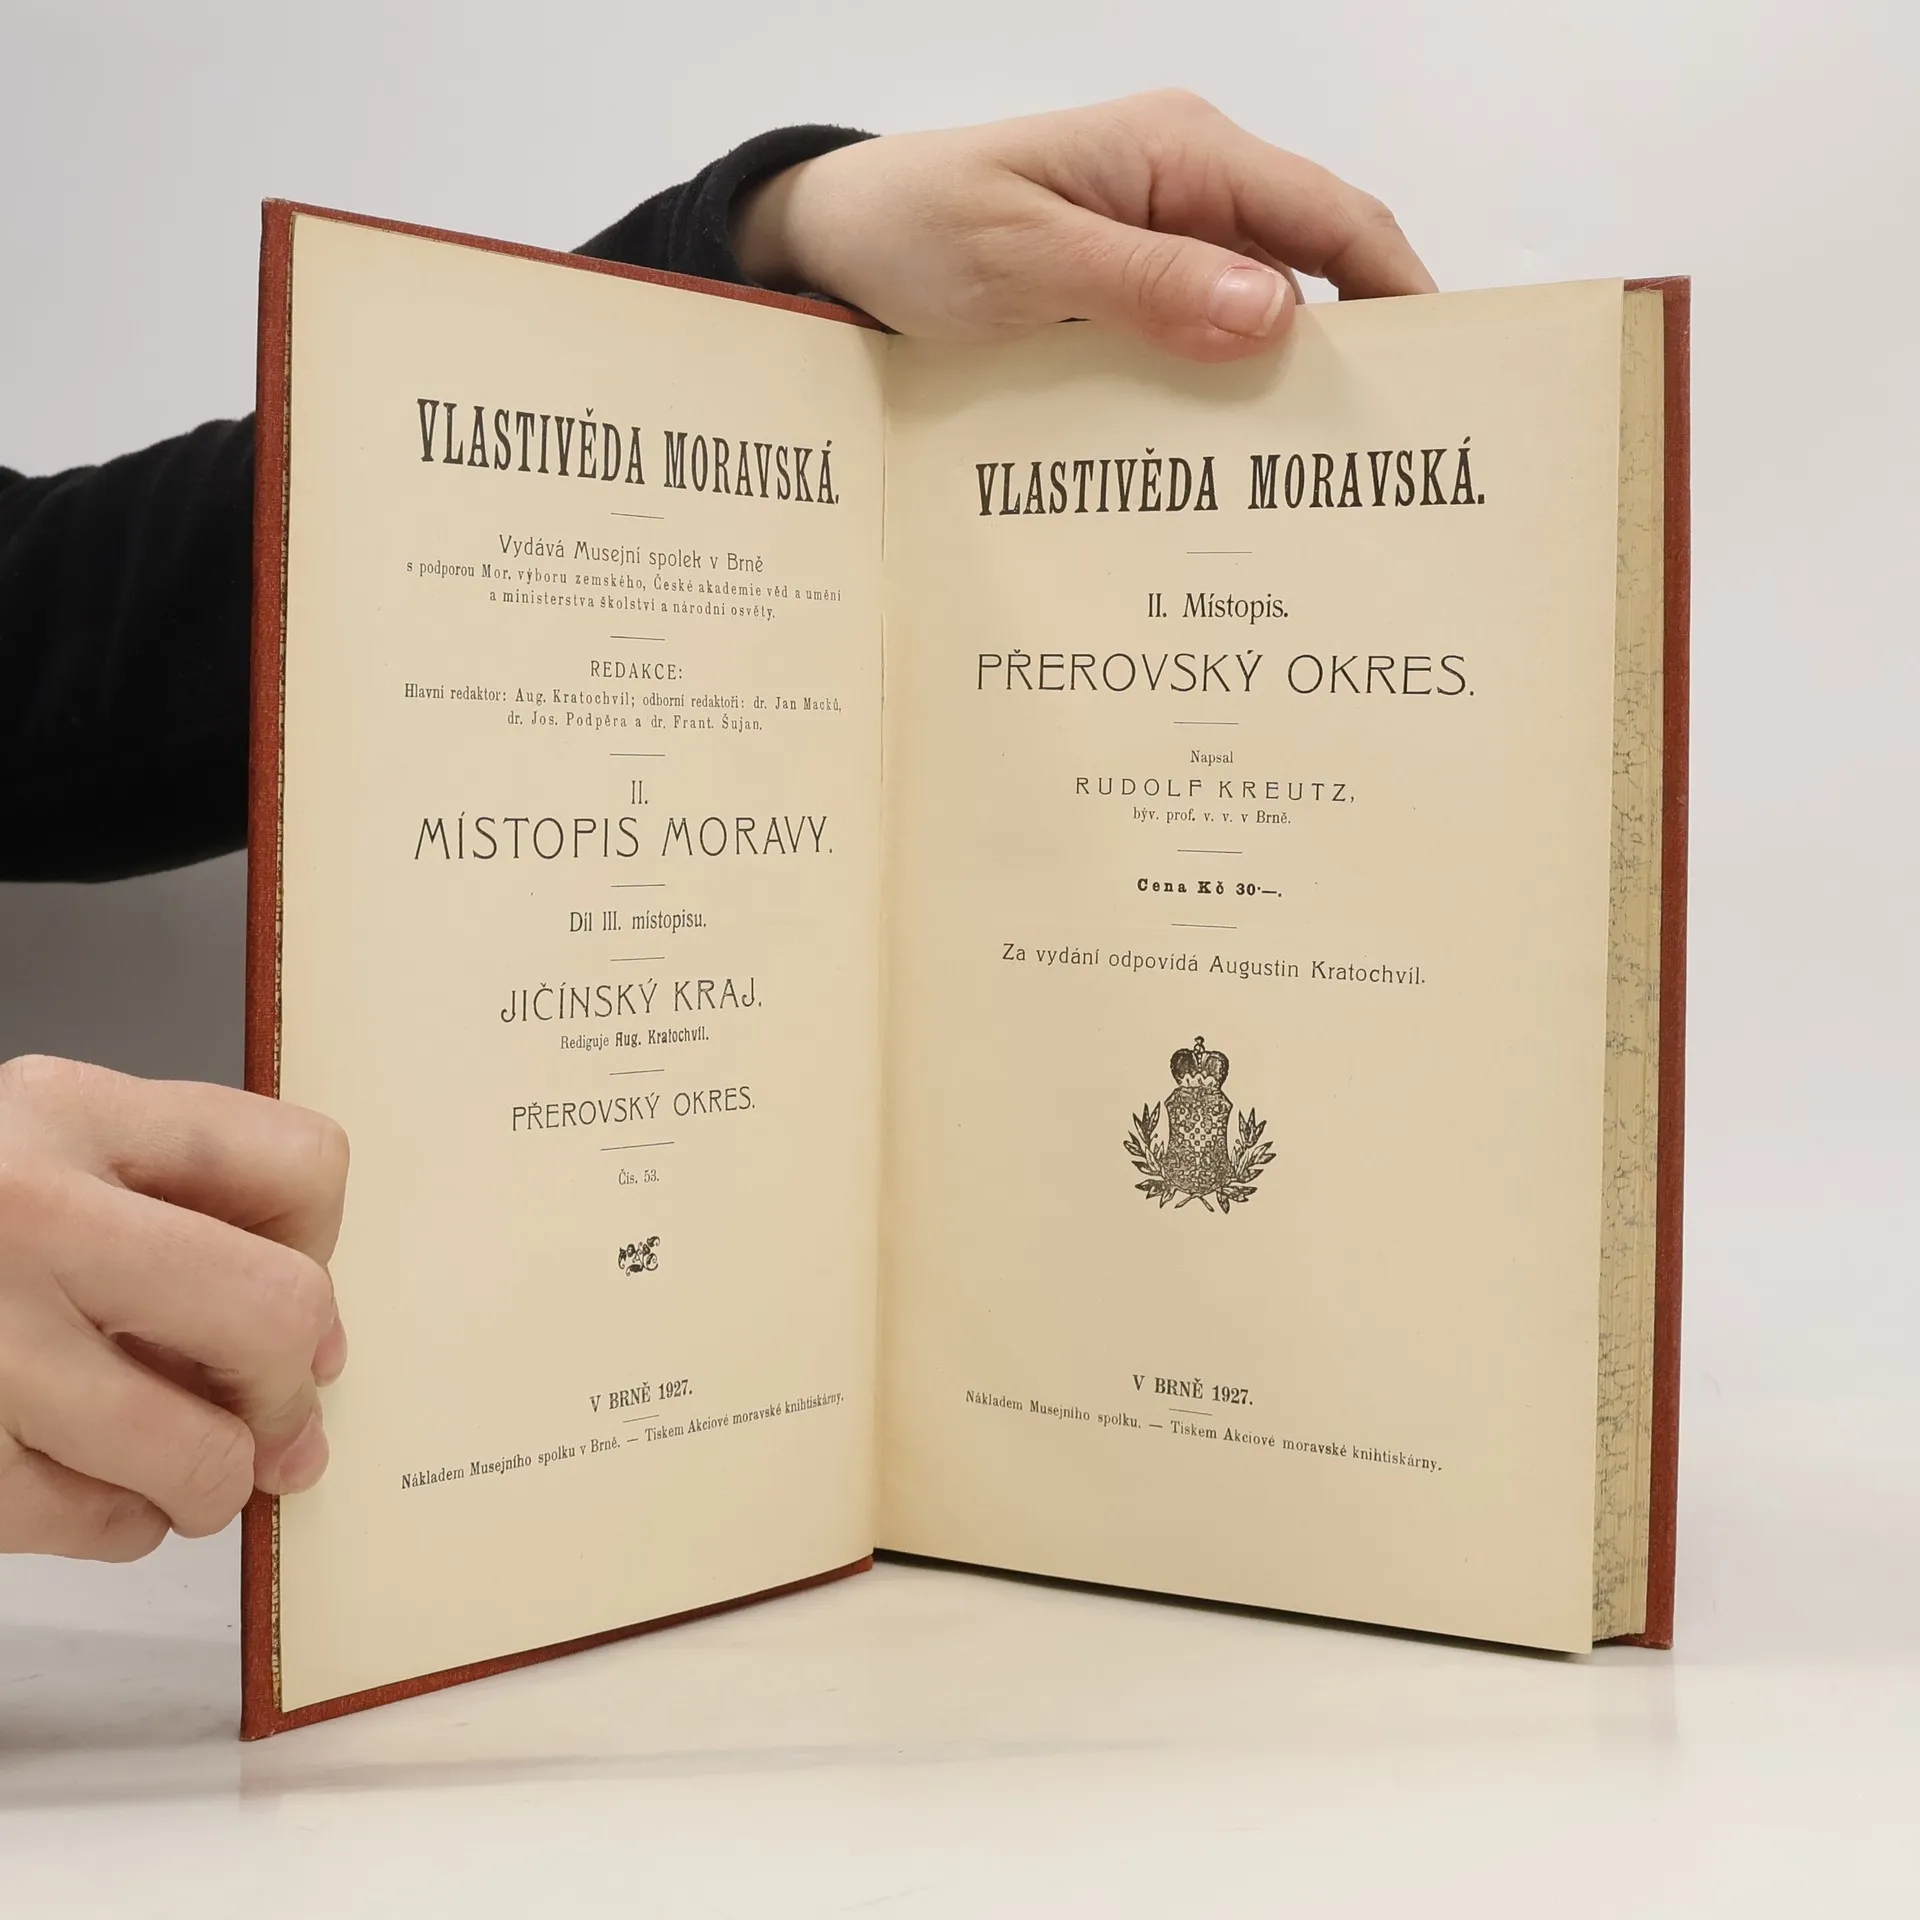 VLASTIVĚDA MORAVSKÁ.
Vydává Musejní spolek v Brně
s podporou Mor. výboru zemského, České akademie věd a umění
a ministerstva školství a národní osvěty.
REDAKCE:
Hlavní redaktor: Aug. Kratochvíl; odborní redaktoři: dr. Jan Macků,
dr. Jos. Podpěra a dr. Frant. Šujan.
II.
MÍSTOPIS MORAVY.
Díl III. místopisu.
JIČÍNSKÝ KRAJ.
Rediguje Aug. Kratochvíl.
PŘEROVSKÝ OKRES.
Čís. 53.
V BRNĚ 1927.
Nákladem Musejního spolku v Brně. — Tiskem Akciové moravské knihtiskárny.
VLASTIVĚDA MORAVSKÁ.
II. Místopis.
PŘEROVSKÝ OKRES.
Napsal
RUDOLF KREUTZ,
býv. prof. v. v. v Brně.
Cena Kč 30·—.
Za vydání odpovídá Augustin Kratochvíl.
V BRNĚ 1927.
Nákladem Musejního spolku. — Tiskem Akciové moravské knihtiskárny.